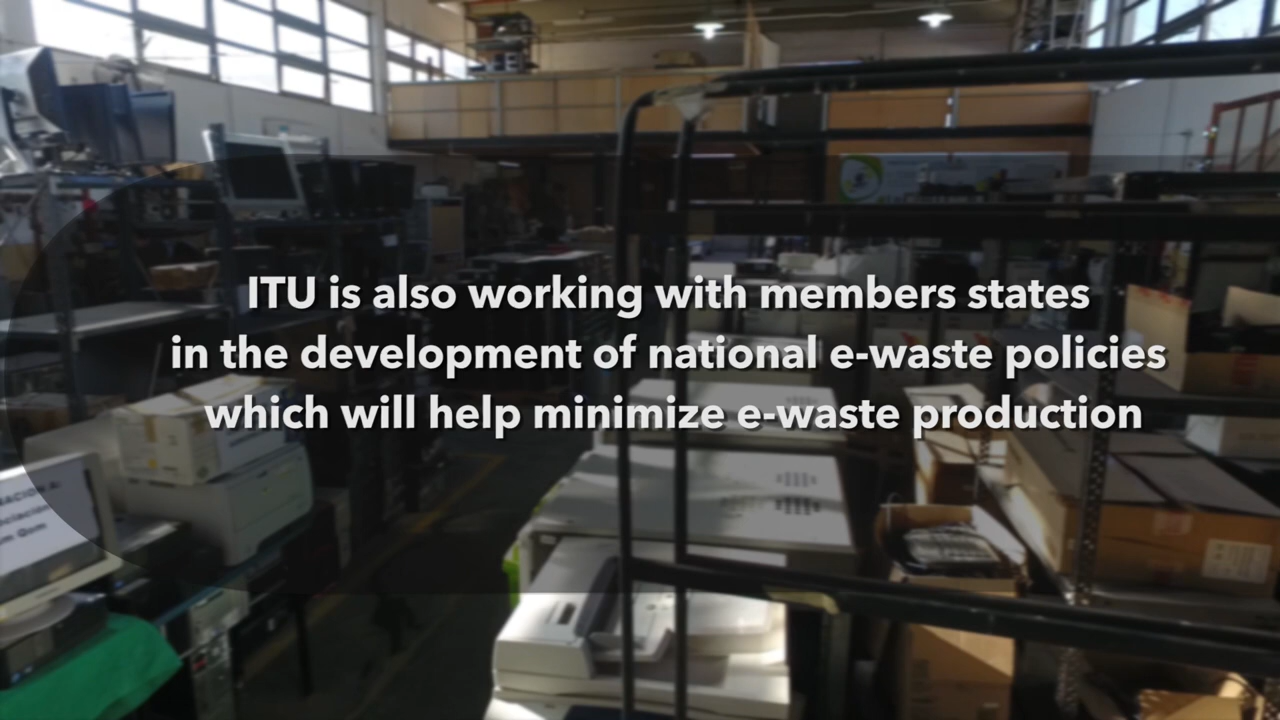 ITU is also working with members states
in the development of national e-waste policies
which will help minimize e-waste production